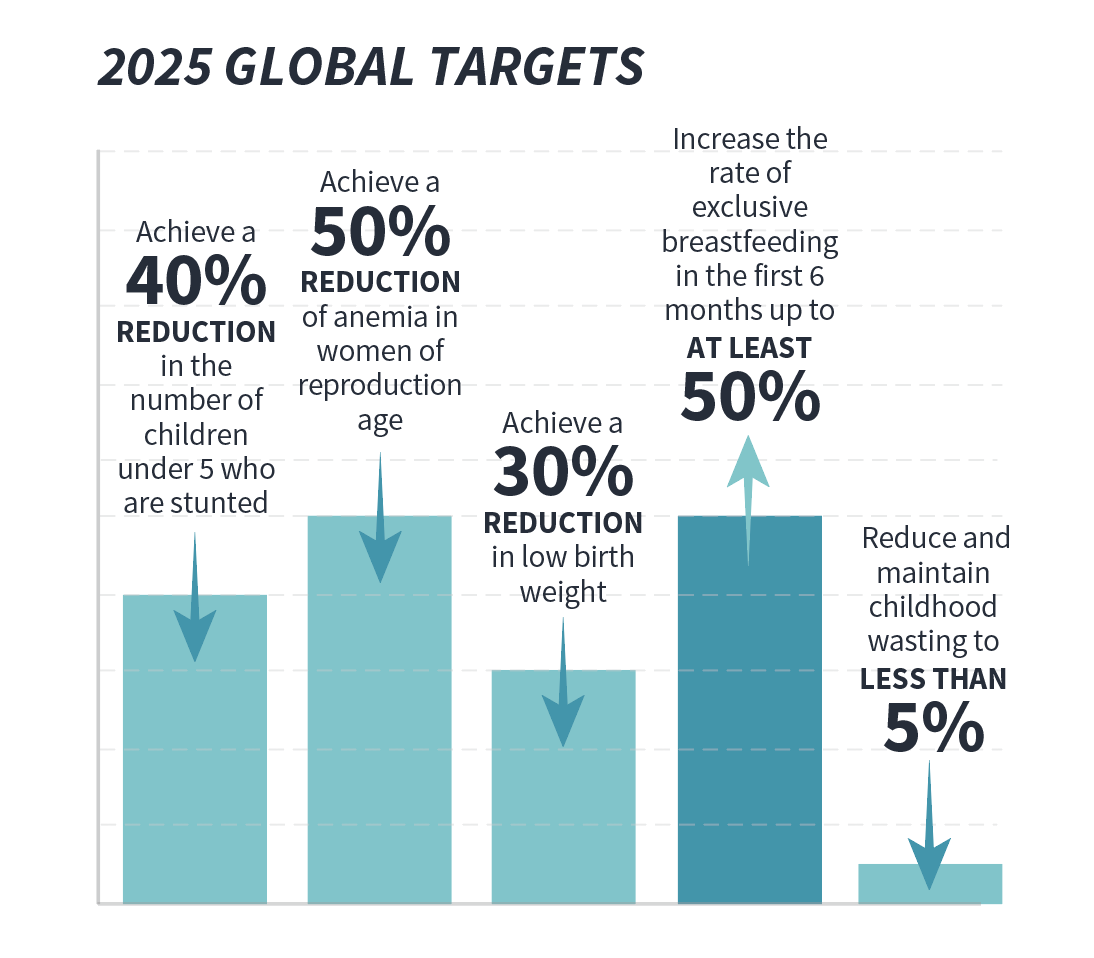 2025 GLOBAL TARGETS
Achieve a
40%
REDUCTION
in the
number of
children
under 5 who
are stunted
Achieve a
50%
REDUCTION
of anemia in
women of
reproduction
age
Achieve a
30%
REDUCTION
in low birth
weight
Increase the
rate of
exclusive
breastfeeding
in the first 6
months up to
AT LEAST
50%
Reduce and
maintain
childhood
wasting to
LESS THAN
5%